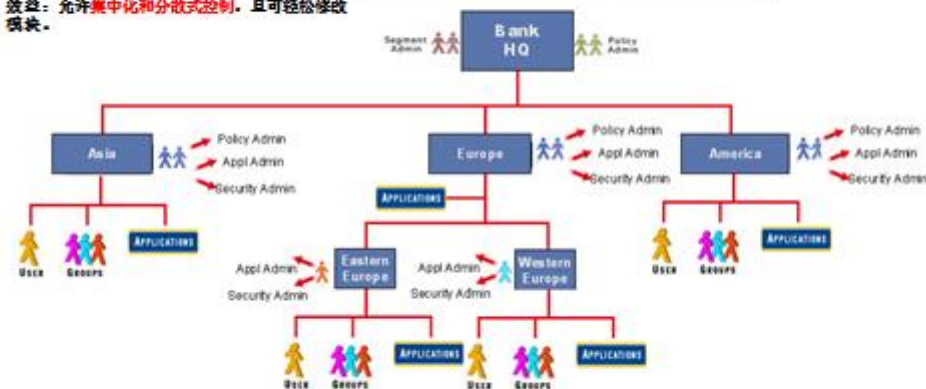 效益：允许集中化和分散式控制。且可轻松修改
模块。
Segment
Admin
Bank
HQ
Policy
Admin
Asia
Policy Admin
Appl Admin
Security Admin
Europe
Policy Admin
Appl Admin
Security Admin
America
Policy Admin
Appl Admin
Security Admin
APPLICATIONS
USER
GROUPS
APPLICATIONS
Appl Admin
Security Admin
Eastern
Europe
Appl Admin
Security Admin
Western
Europe
USER
GROUPS
APPLICATIONS
USER
GROUPS
APPLICATIONS
USER
GROUPS
APPLICATIONS